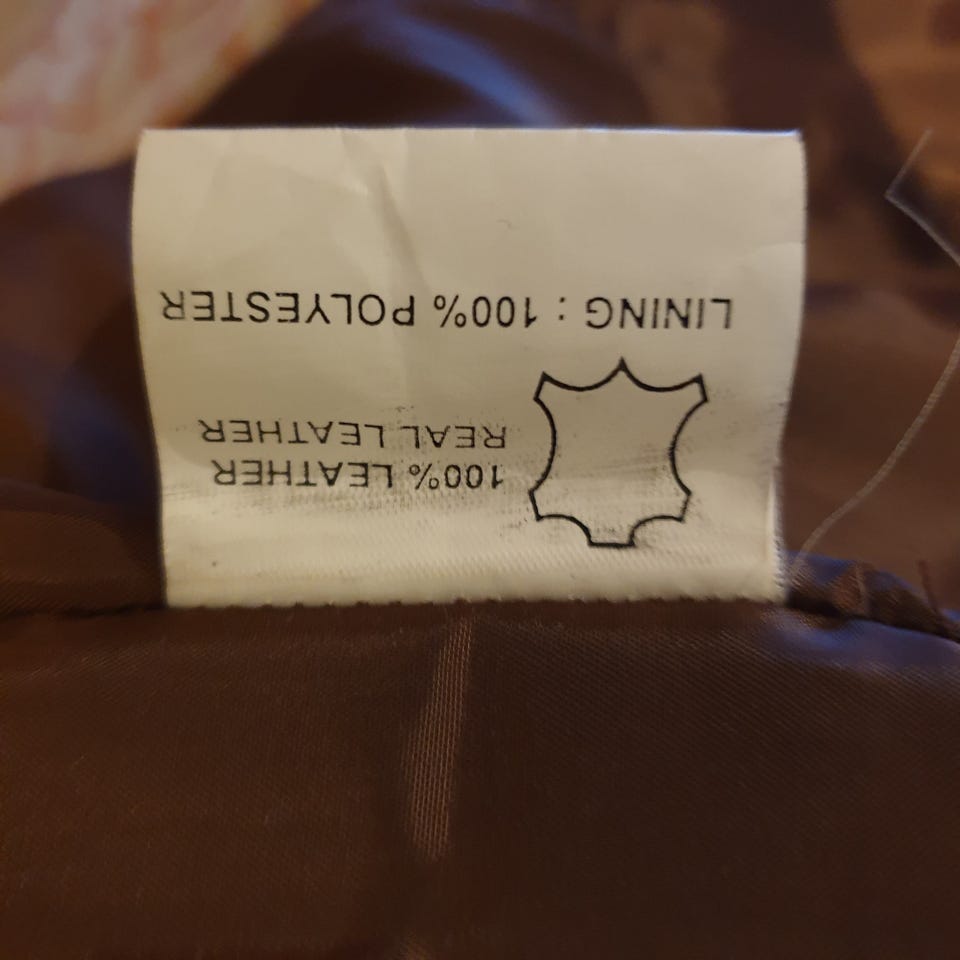 100% LEATHER
REAL LEATHER
LINING : 100% POLYESTER